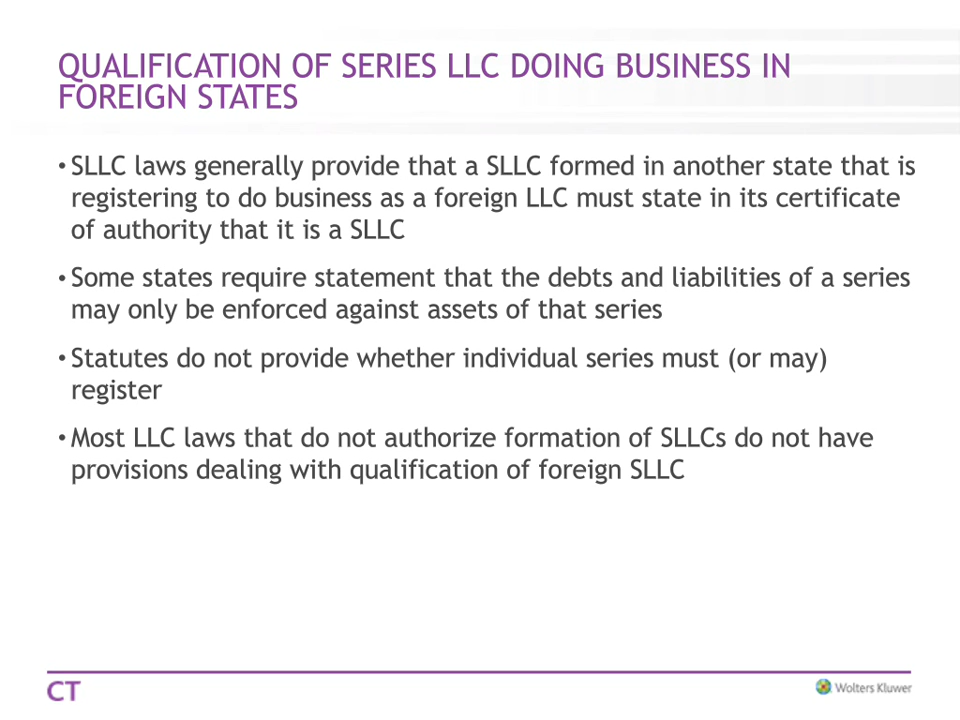 QUALIFICATION OF SERIES LLC DOING BUSINESS IN
FOREIGN STATES
• SLLC laws generally provide that a SLLC formed in another state that is
registering to do business as a foreign LLC must state in its certificate
of authority that it is a SLLC
• Some states require statement that the debts and liabilities of a series
may only be enforced against assets of that series
• Statutes do not provide whether individual series must (or may)
register
• Most LLC laws that do not authorize formation of SLLCs do not have
provisions dealing with qualification of foreign SLLC
CT
Wolters Kluwer